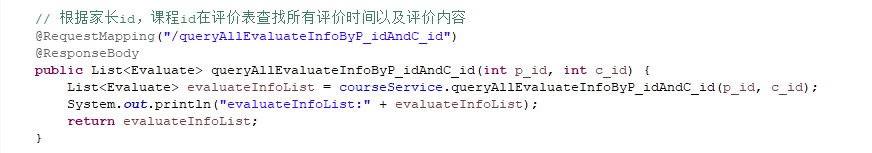 // 根据家长id，课程id在评价表查找所有评价时间以及评价内容
@RequestMapping("/queryAllEvaluateInfoByP_idAndC_id")
@ResponseBody
public List<Evaluate> queryAllEvaluateInfoByP_idAndC_id(int p_id, int c_id) {
    List<Evaluate> evaluateInfoList = courseService.queryAllEvaluateInfoByP_idAndC_id(p_id, c_id);
    System.out.println("evaluateInfoList:" + evaluateInfoList);
    return evaluateInfoList;
}